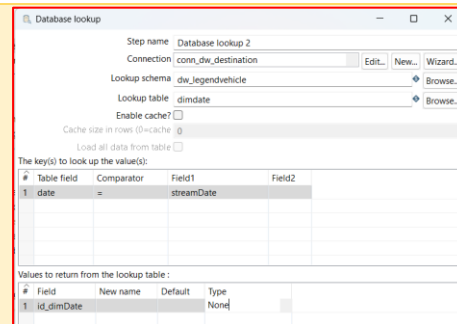 Database lookup
Step name Database lookup 2
Connection conn_dw_destination Edit... New... Wizard..
Lookup schema dw_legendvehicle Browse..
Lookup table dimdate Browse..
Enable cache?
Cache size in rows (0=cache 0
Load all data from table
The key(s) to look up the value(s):
# Table field Comparator Field1 Field2
1 date = streamDate
Values to return from the lookup table :
# Field New name Default Type
1 id_dimDate None